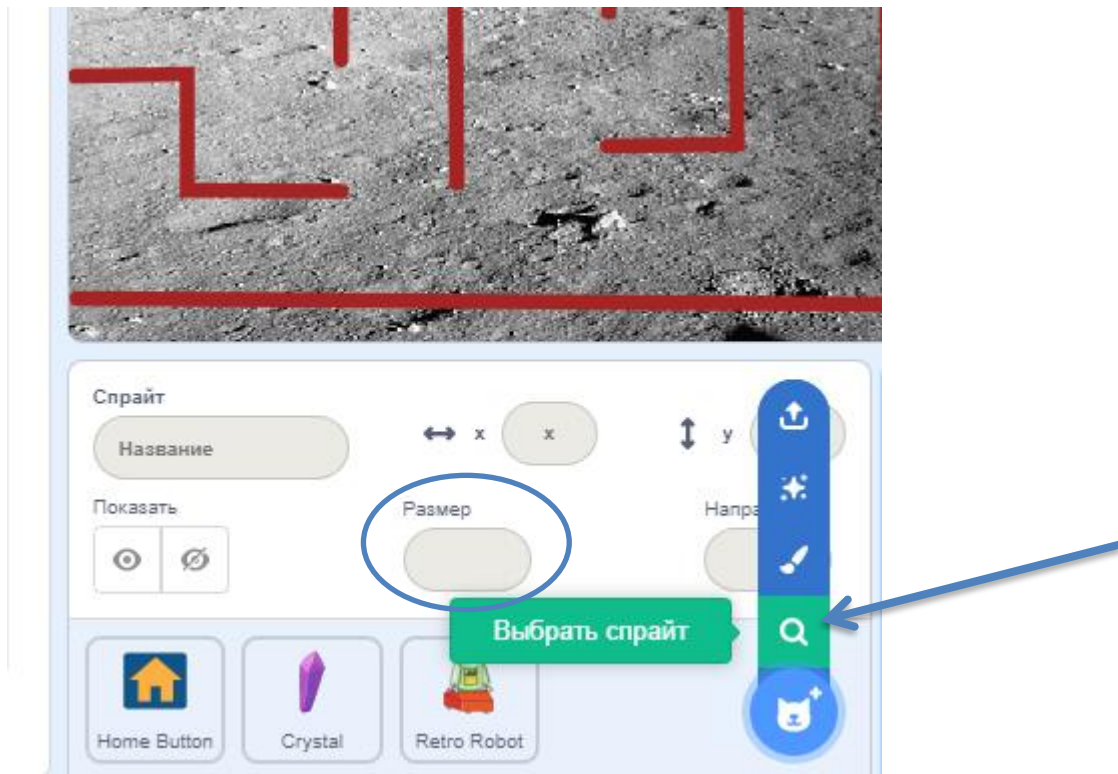 Спрайт
Название
x
x
y
Показать
Размер
Напра
Выбрать спрайт
Home Button
Crystal
Retro Robot